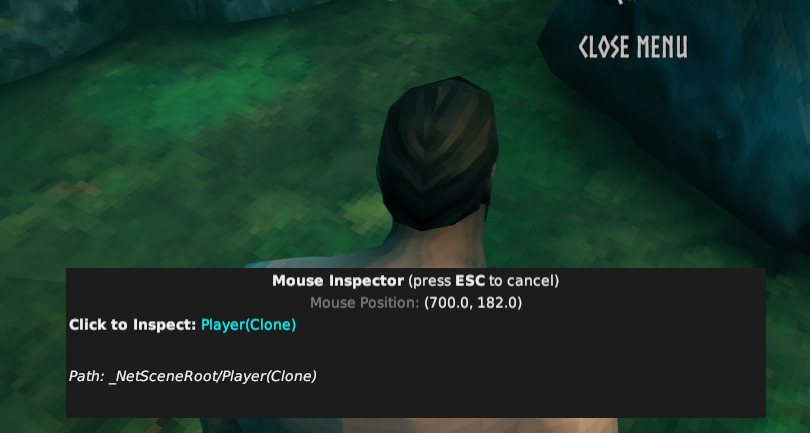 CLOSE MENU
Mouse Inspector (press ESC to cancel)
Mouse Position: (700.0, 182.0)
Click to Inspect: Player(Clone)
Path: _NetSceneRoot/Player(Clone)